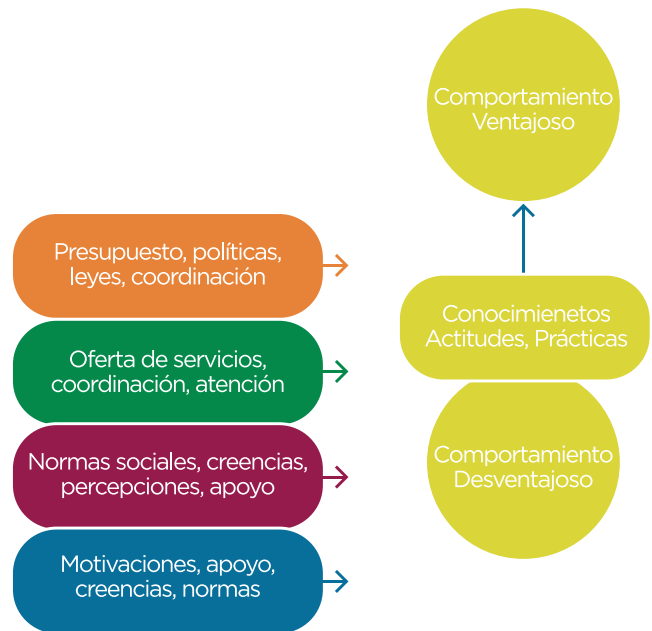 Comportamiento
Ventajoso
Presupuesto, políticas,
leyes, coordinación
Conocimienetos
Actitudes, Prácticas
Oferta de servicios,
coordinación, atención
Normas sociales, creencias,
percepciones, apoyo
Comportamiento
Desventajoso
Motivaciones, apoyo,
creencias, normas